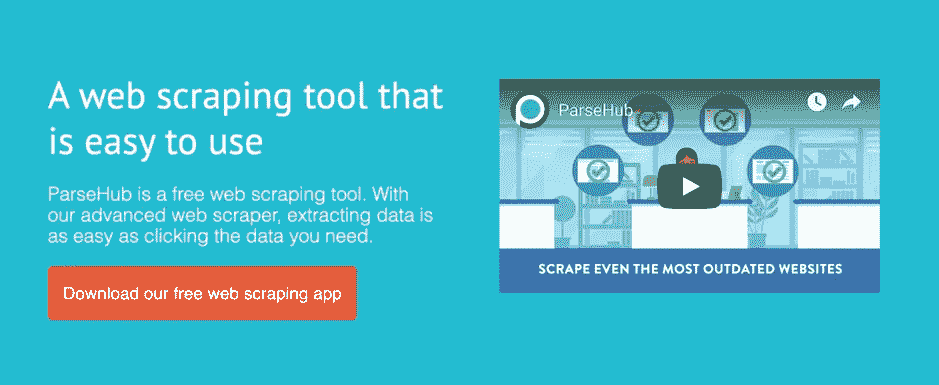 A web scraping tool that
is easy to use
ParseHub is a free web scraping tool. With
our advanced web scraper, extracting data is
as easy as clicking the data you need.
Download our free web scraping app
ParseHub
SCRAPE EVEN THE MOST OUTDATED WEBSITES